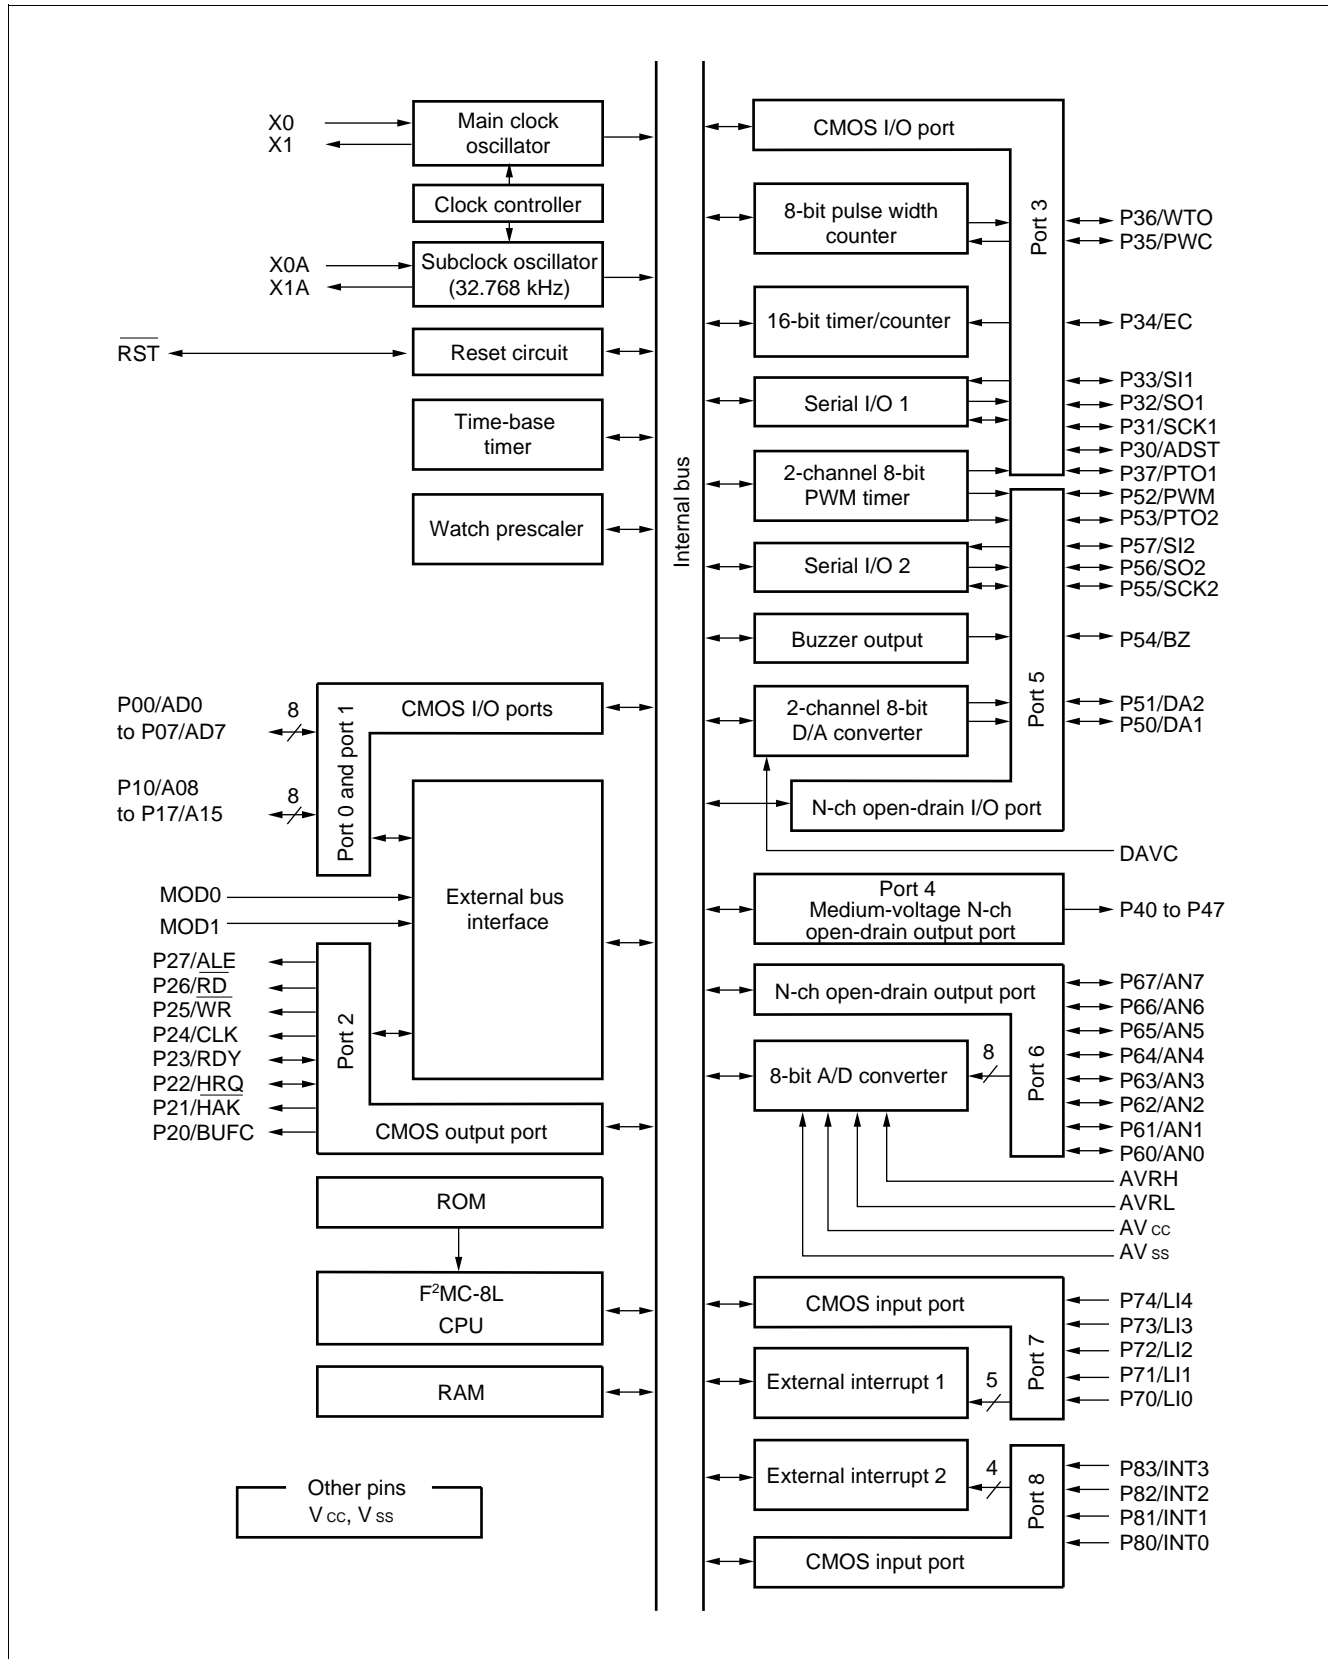 X0
X1
Main clock
oscillator
Clock controller
X0A
X1A
Subclock oscillator
(32.768 kHz)
RST
Reset circuit
Time-base
timer
Watch prescaler
P00/AD0
to P07/AD7
8
P10/A08
to P17/A15
8
CMOS I/O ports
Port 0 and port 1
MOD0
MOD1
External bus
interface
P27/ALE
P26/RD
P25/WR
P24/CLK
P23/RDY
P22/HRQ
P21/HAK
P20/BUFC
Port 2
CMOS output port
ROM
F²MC-8L
CPU
RAM
Other pins
Vcc, Vss
Internal bus
CMOS I/O port
Port 3
8-bit pulse width
counter
P36/WTO
P35/PWC
16-bit timer/counter
P34/EC
Serial I/O 1
P33/SI1
P32/SO1
P31/SCK1
P30/ADST
2-channel 8-bit
PWM timer
P37/PTO1
P52/PWM
P53/PTO2
Serial I/O 2
P57/SI2
P56/SO2
P55/SCK2
Buzzer output
P54/BZ
Port 5
2-channel 8-bit
D/A converter
P51/DA2
P50/DA1
N-ch open-drain I/O port
DAVC
Port 4
Medium-voltage N-ch
open-drain output port
P40 to P47
N-ch open-drain output port
Port 6
8-bit A/D converter
8
P67/AN7
P66/AN6
P65/AN5
P64/AN4
P63/AN3
P62/AN2
P61/AN1
P60/AN0
AVRH
AVRL
AVcc
AVss
CMOS input port
Port 7
External interrupt 1
5
P74/LI4
P73/LI3
P72/LI2
P71/LI1
P70/LI0
External interrupt 2
4
Port 8
P83/INT3
P82/INT2
P81/INT1
P80/INT0
CMOS input port